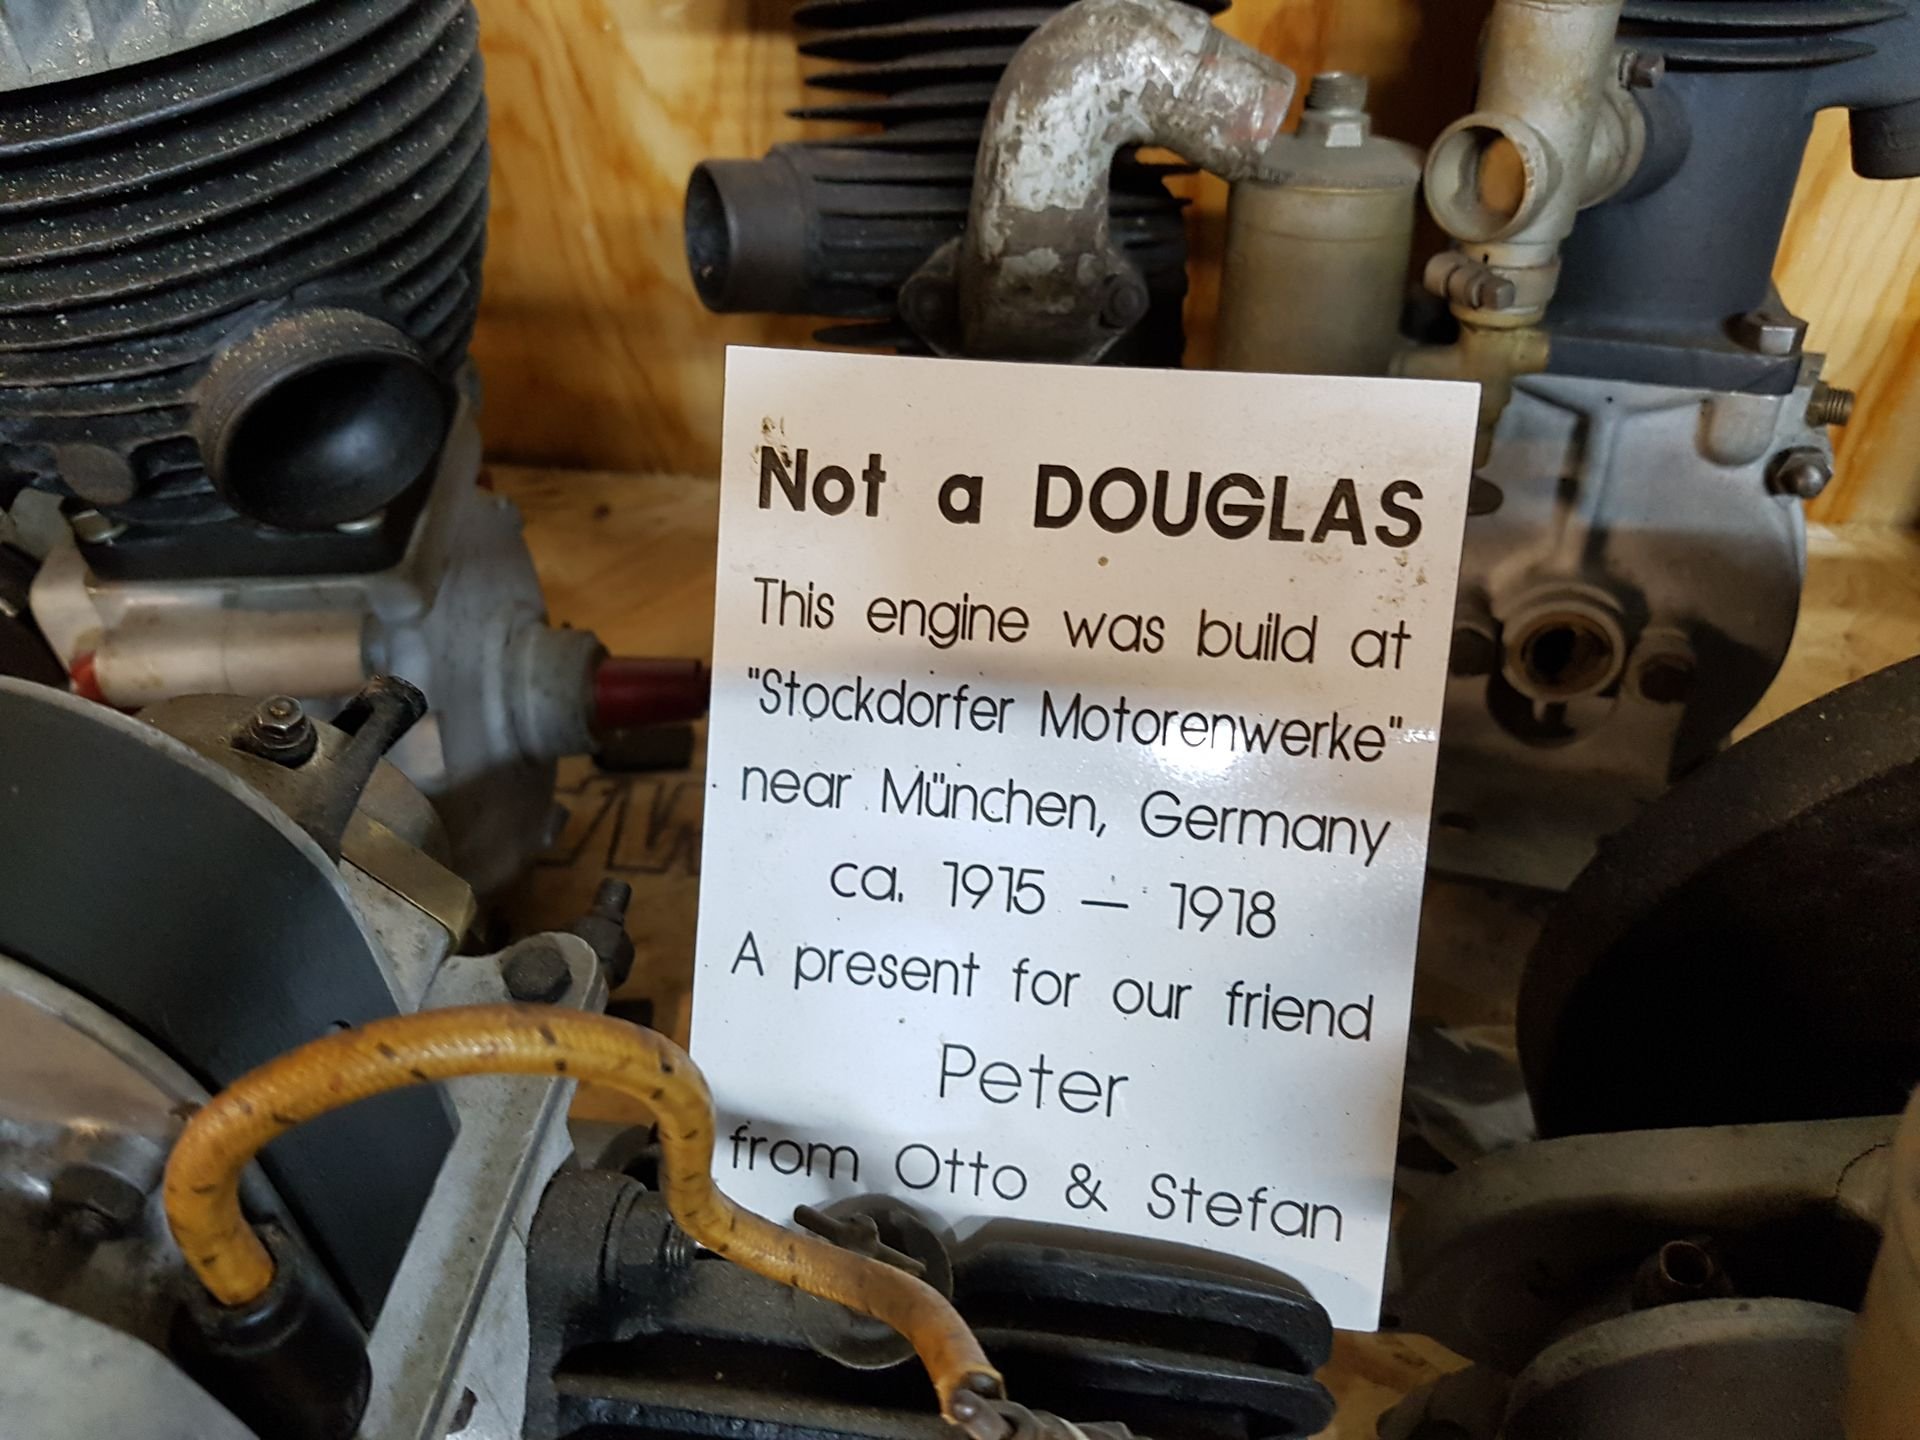 Not a DOUGLAS
This engine was build at
"Stockdorfer Motorenwerke"
near München, Germany
ca. 1915 — 1918
A present for our friend
Peter
from Otto & Stefan